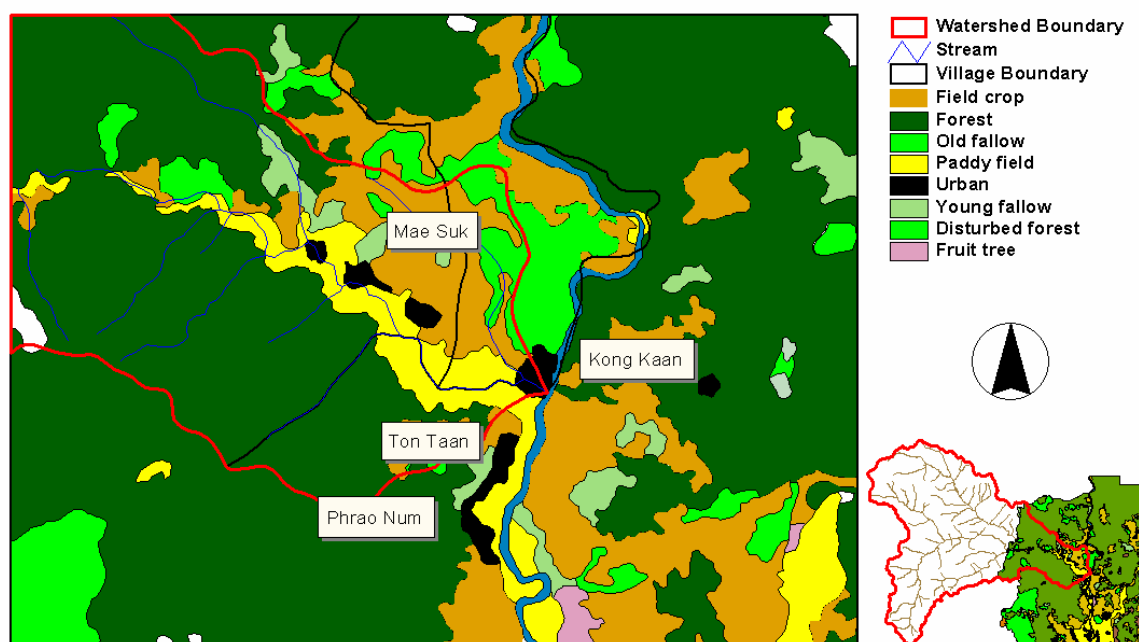 Mae Suk
Kong Kaan
Ton Taan
Phrao Num
Watershed Boundary
Stream
Village Boundary
Field crop
Forest
Old fallow
Paddy field
Urban
Young fallow
Disturbed forest
Fruit tree